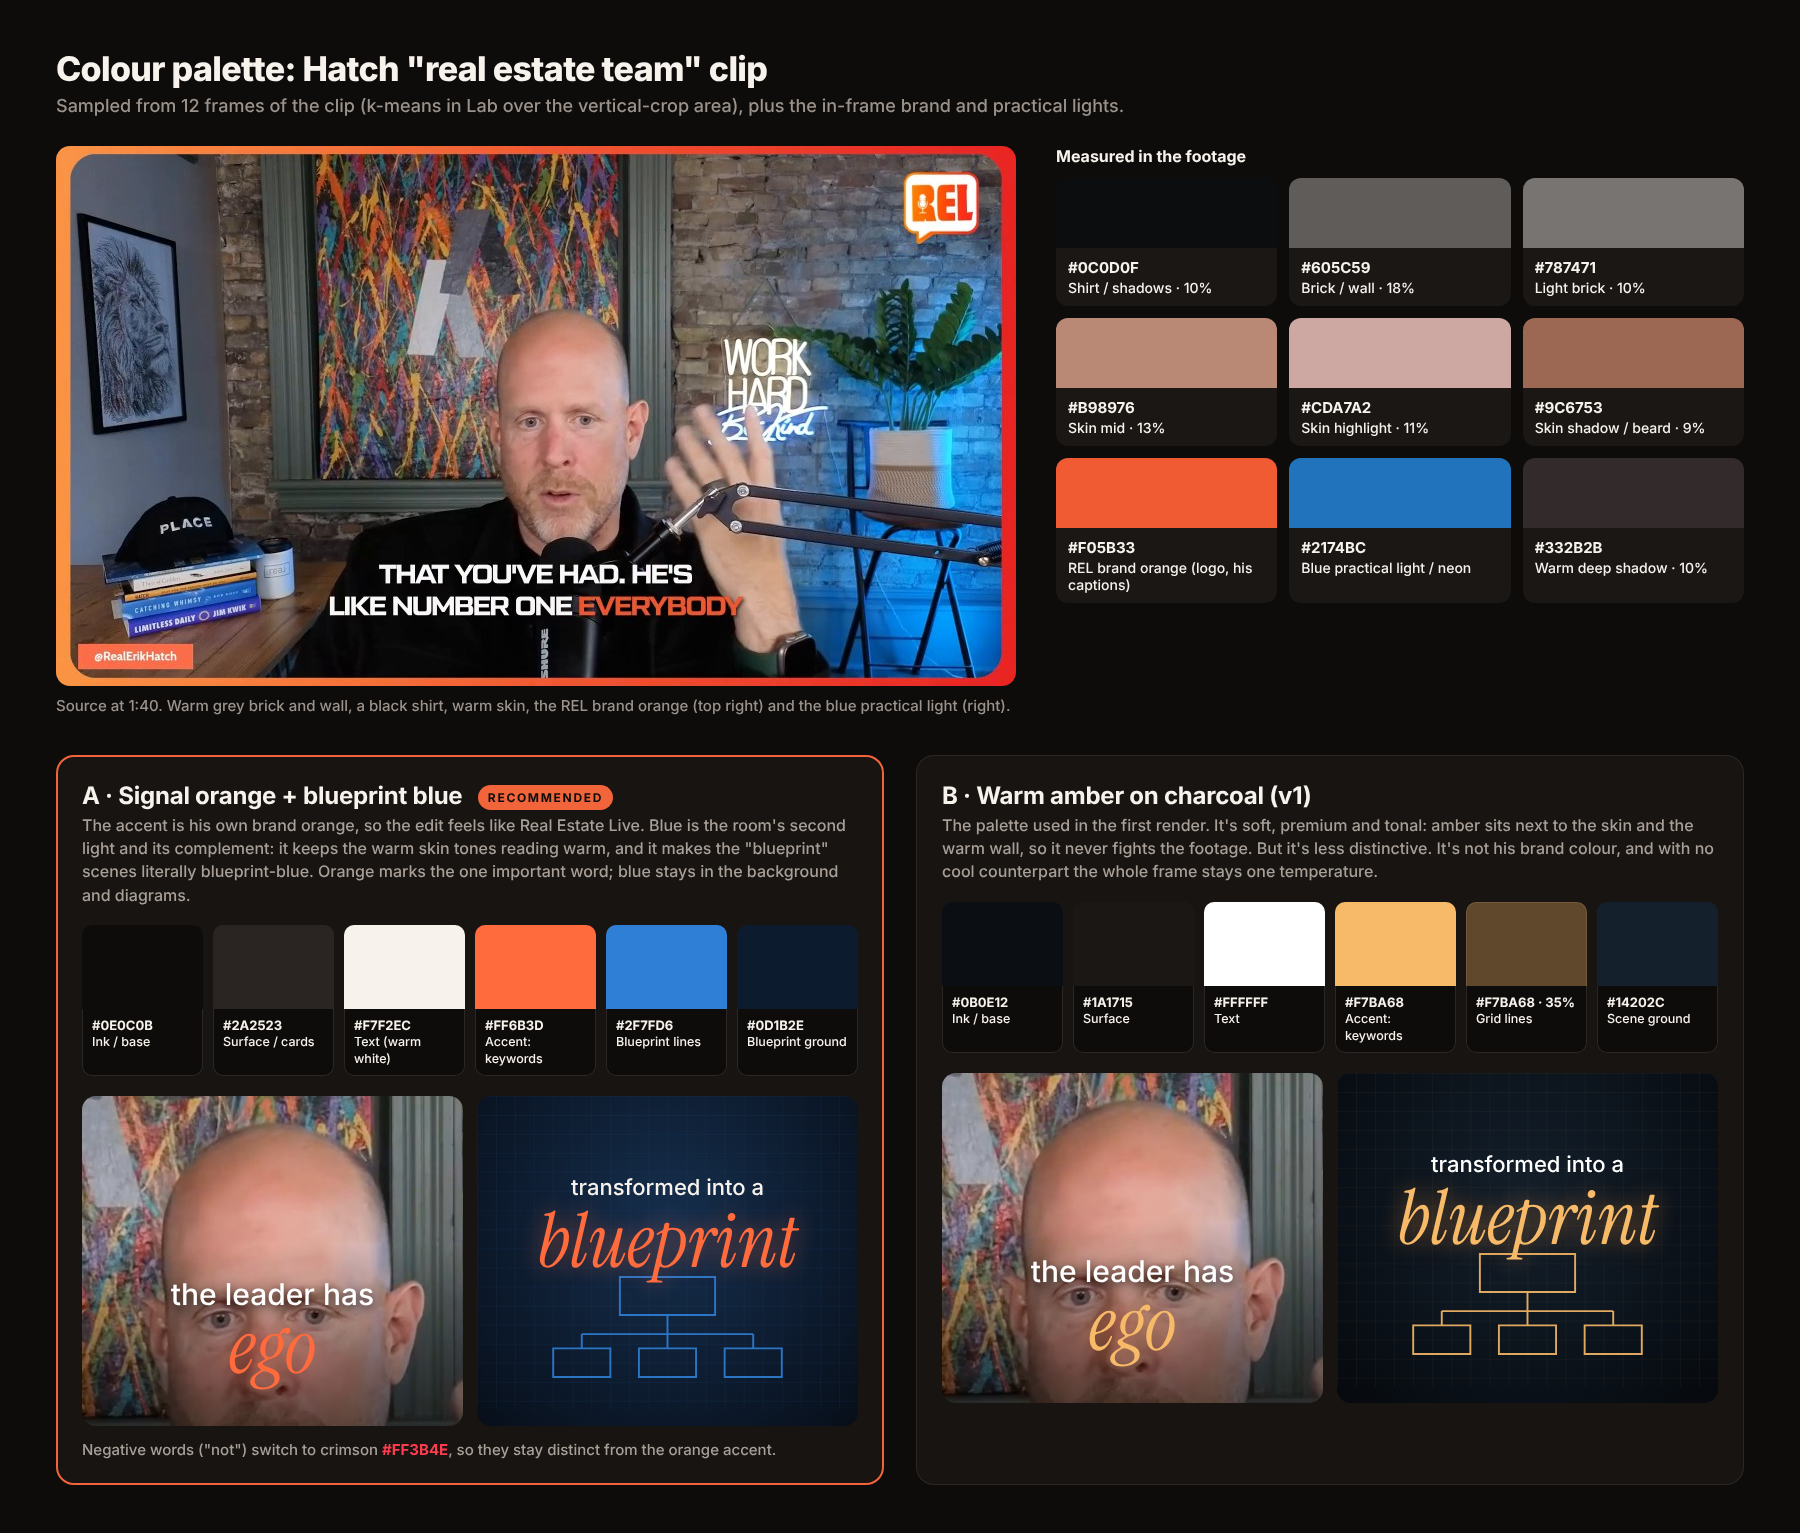 Colour palette: Hatch "real estate team" clip
Sampled from 12 frames of the clip (k-means in Lab over the vertical-crop area), plus the in-frame brand and practical lights.
REL
WORK
HARD
Be Kind
PLACE
CATCHING WHIMSY
LIMITLESS DAILY JIM KWIK
THAT YOU'VE HAD. HE'S
LIKE NUMBER ONE EVERYBODY
SHURE
@RealErikHatch
Source at 1:40. Warm grey brick and wall, a black shirt, warm skin, the REL brand orange (top right) and the blue practical light (right).
Measured in the footage
#0C0D0F
Shirt / shadows · 10%
#605C59
Brick / wall · 18%
#787471
Light brick · 10%
#B98976
Skin mid · 13%
#CDA7A2
Skin highlight · 11%
#9C6753
Skin shadow / beard · 9%
#F05B33
REL brand orange (logo, his
captions)
#2174BC
Blue practical light / neon
#332B2B
Warm deep shadow · 10%
A · Signal orange + blueprint blue
RECOMMENDED
The accent is his own brand orange, so the edit feels like Real Estate Live. Blue is the room's second
light and its complement: it keeps the warm skin tones reading warm, and it makes the "blueprint"
scenes literally blueprint-blue. Orange marks the one important word; blue stays in the background
and diagrams.
#0E0C0B
Ink / base
#2A2523
Surface / cards
#F7F2EC
Text (warm
white)
#FF6B3D
Accent:
keywords
#2F7FD6
Blueprint lines
#0D1B2E
Blueprint ground
the leader has
ego
transformed into a
blueprint
Negative words ("not") switch to crimson #FF3B4E, so they stay distinct from the orange accent.
B · Warm amber on charcoal (v1)
The palette used in the first render. It's soft, premium and tonal: amber sits next to the skin and the
warm wall, so it never fights the footage. But it's less distinctive. It's not his brand colour, and with no
cool counterpart the whole frame stays one temperature.
#0B0E12
Ink / base
#1A1715
Surface
#FFFFFF
Text
#F7BA68
Accent:
keywords
#F7BA68 · 35%
Grid lines
#14202C
Scene ground
the leader has
ego
transformed into a
blueprint